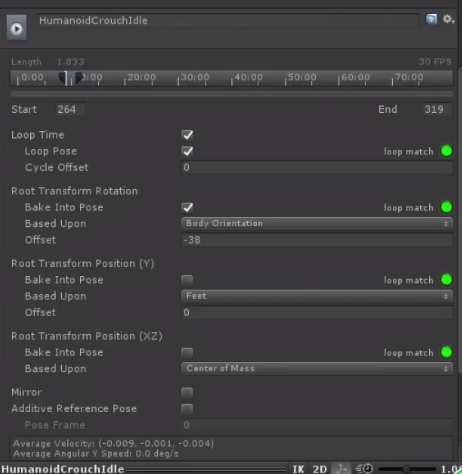 HumanoidCrouchIdle
Length 1.833 30 FPS
0:00 10:00 20:00 30:00 40:00 50:00 60:00 70:00
Start 264 End 319
Loop Time
Loop Pose loop match
Cycle Offset 0
Root Transform Rotation
Bake Into Pose loop match
Based Upon Body Orientation
Offset -38
Root Transform Position (Y)
Bake Into Pose loop match
Based Upon Feet
Offset 0
Root Transform Position (XZ)
Bake Into Pose loop match
Based Upon Center of Mass
Mirror
Additive Reference Pose
Pose Frame 0
Average Velocity: (-0.009, -0.001, -0.004)
Average Angular Y Speed: 0.0 deg/s
HumanoidCrouchIdle IK 2D